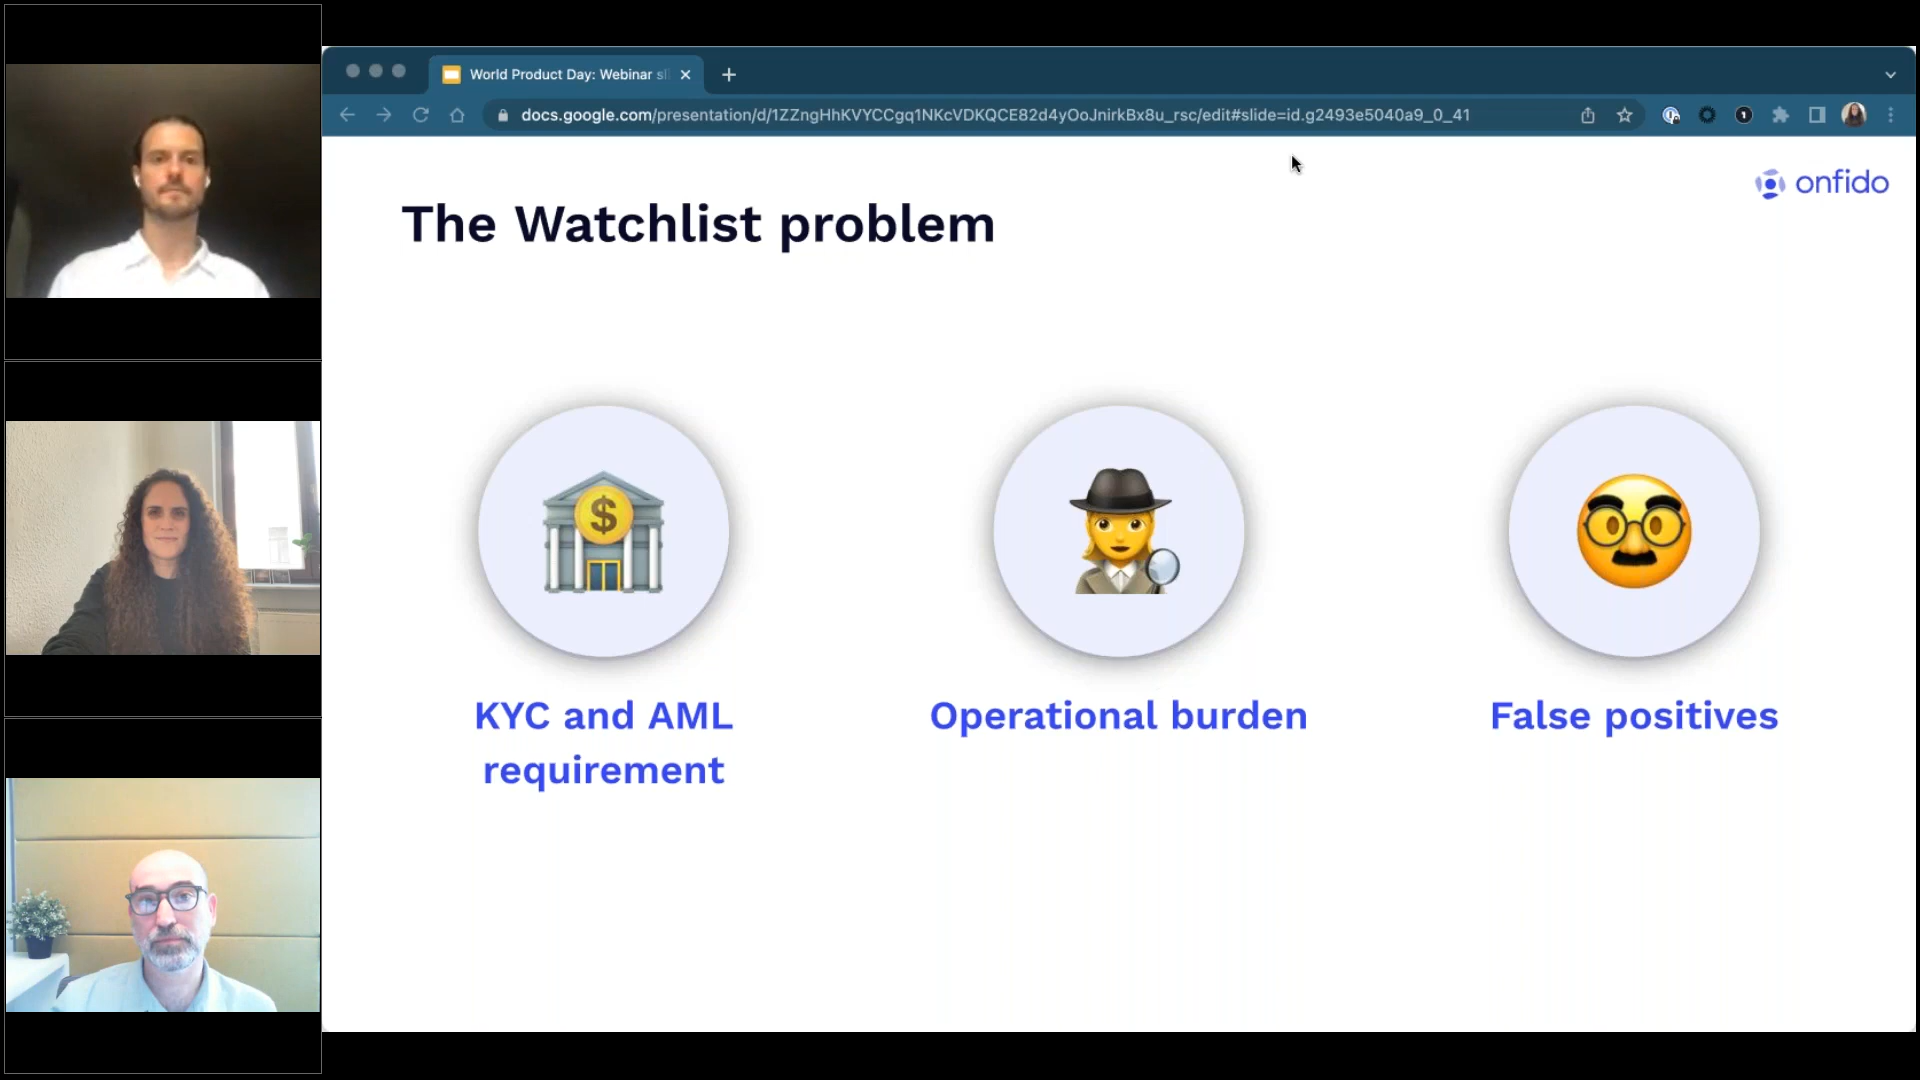 World Product Day: Webinar sl
docs.google.com/presentation/d/1ZZngHhKVYCCgq1NKcVDKQCE82d4yOoJnirkBx8u_rsc/edit#slide=id.g2493e5040a9_0_41
onfido
The Watchlist problem
$
KYC and AML
requirement
Operational burden
False positives